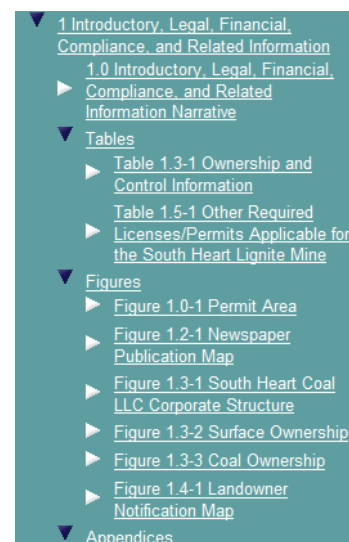 1 Introductory, Legal, Financial,
Compliance, and Related Information
1.0 Introductory, Legal, Financial,
Compliance, and Related
Information Narrative
Tables
Table 1.3-1 Ownership and
Control Information
Table 1.5-1 Other Required
Licenses/Permits Applicable for
the South Heart Lignite Mine
Figures
Figure 1.0-1 Permit Area
Figure 1.2-1 Newspaper
Publication Map
Figure 1.3-1 South Heart Coal
LLC Corporate Structure
Figure 1.3-2 Surface Ownership
Figure 1.3-3 Coal Ownership
Figure 1.4-1 Landowner
Notification Map
Appendices